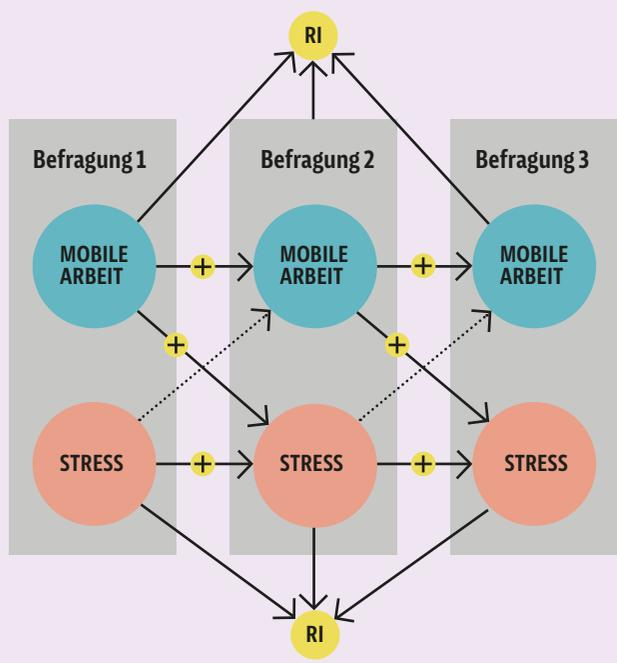 RI
Befragung 1
Befragung 2
Befragung 3
MOBILE
ARBEIT
MOBILE
ARBEIT
MOBILE
ARBEIT
+
+
+
+
STRESS
STRESS
STRESS
+
+
RI